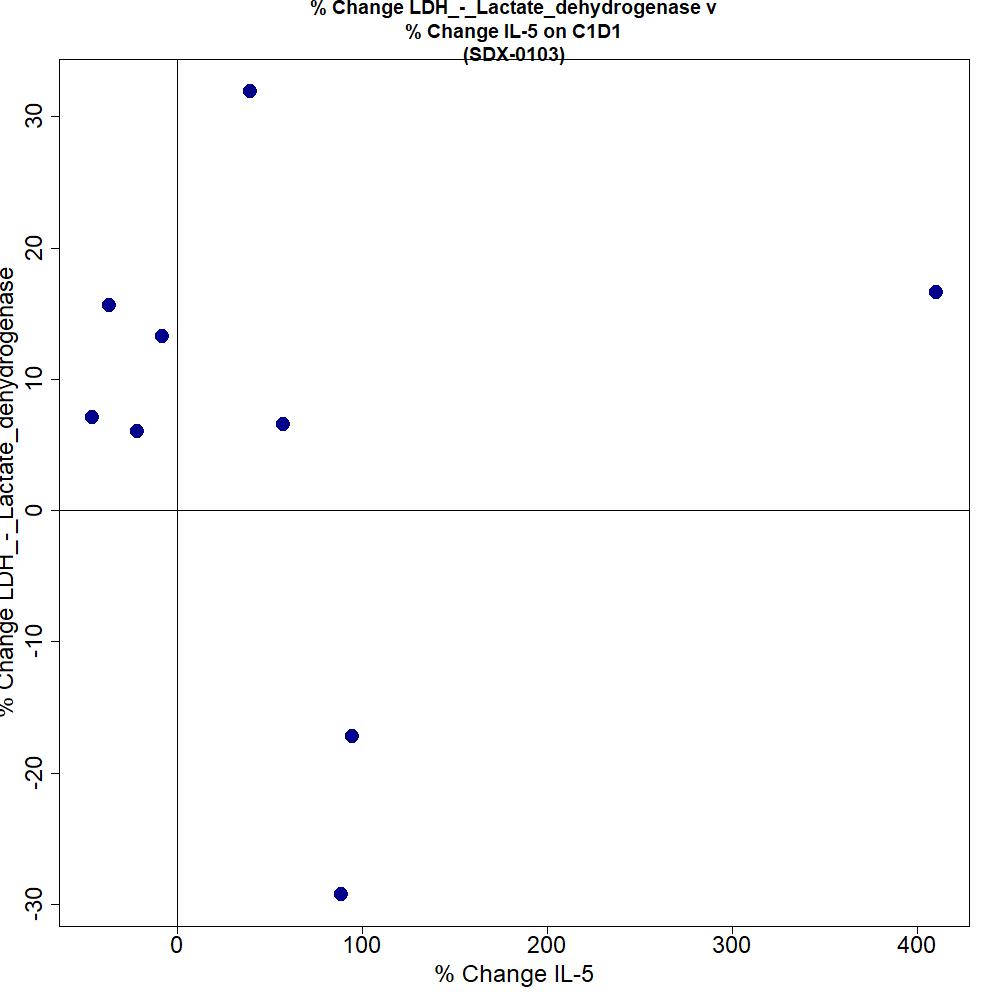 % Change LDH_-_Lactate_dehydrogenase v
% Change IL-5 on C1D1
(SDX-0103)
% Change LDH_-_Lactate_dehydrogenase
30
20
10
0
-10
-20
-30
0 100 200 300 400
% Change IL-5